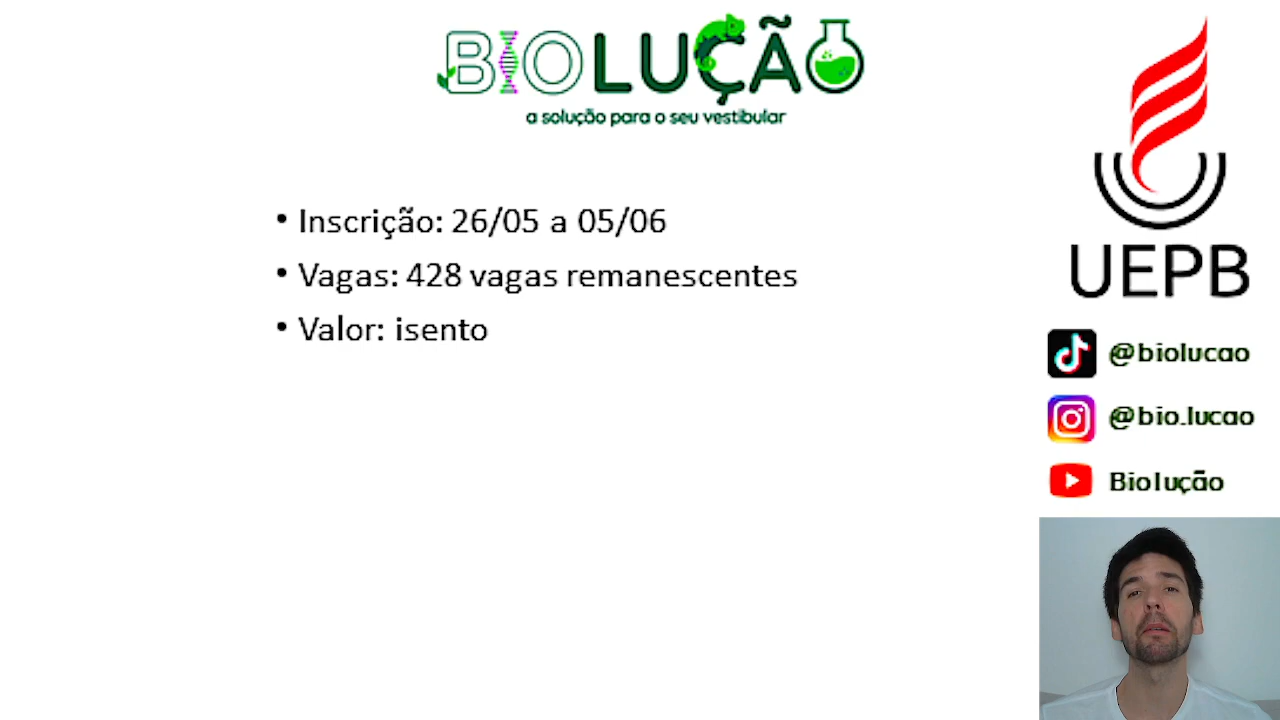 BIOLUÇÃO
a solução para o seu vestibular
• Inscrição: 26/05 a 05/06
• Vagas: 428 vagas remanescentes
• Valor: isento
UEPB
@biolucao
@bio.lucao
Biolução